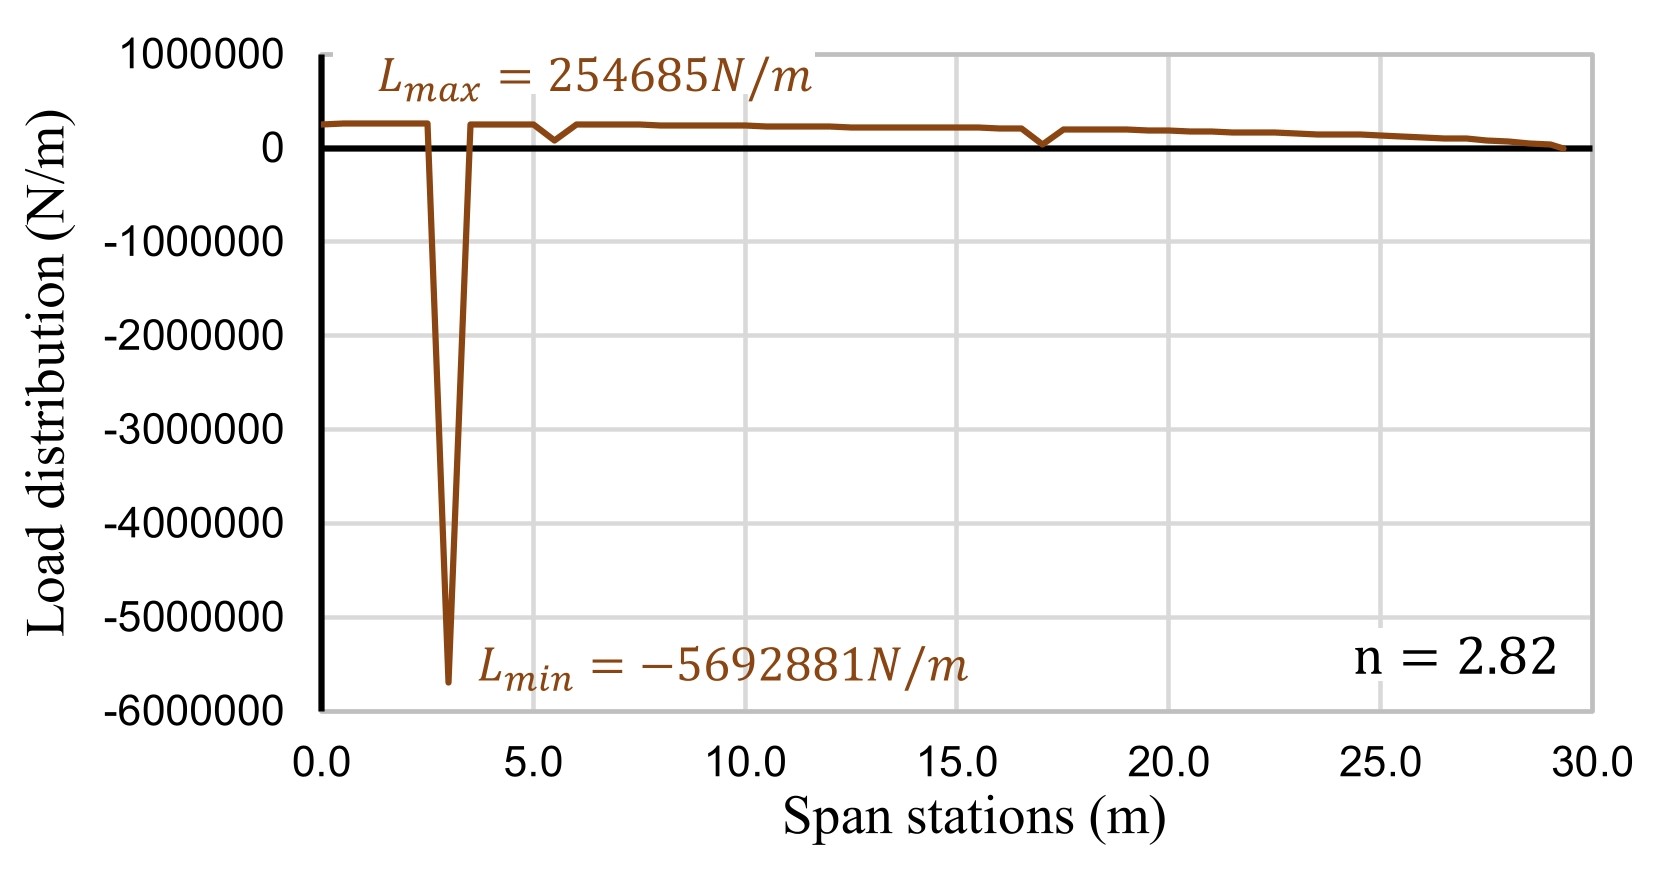 1000000
0
-1000000
-2000000
-3000000
-4000000
-5000000
-6000000
Load distribution (N/m)
L_max = 254685N/m
L_min = −5692881N/m
n = 2.82
0.0 5.0 10.0 15.0 20.0 25.0 30.0
Span stations (m)